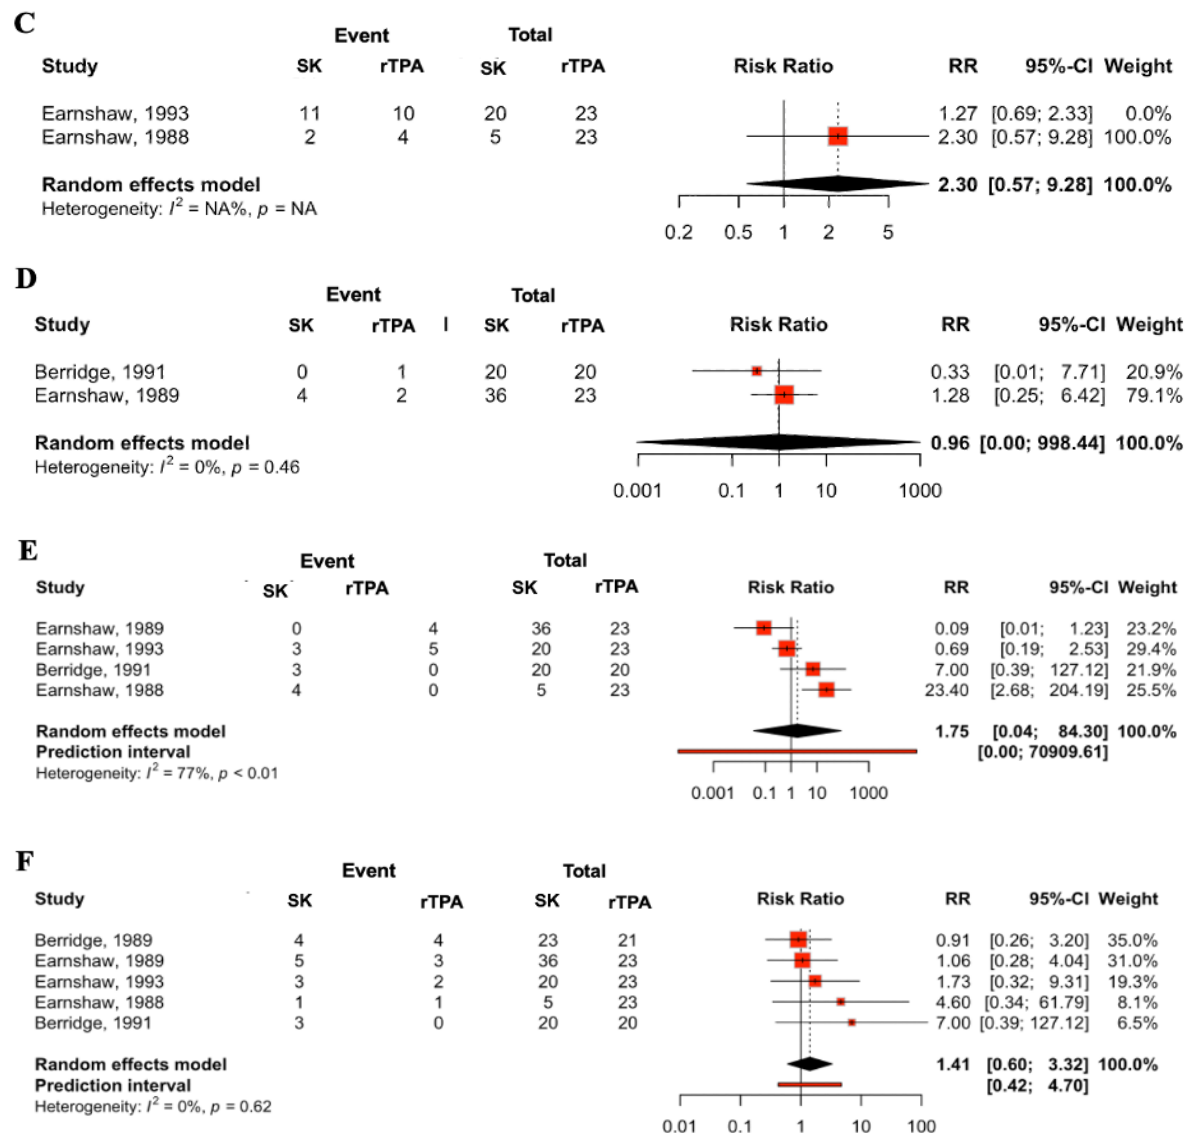 C
Event Total
Study SK rTPA SK rTPA Risk Ratio RR 95%-CI Weight
Earnshaw, 1993 11 10 20 23 1.27 [0.69; 2.33] 0.0%
Earnshaw, 1988 2 4 5 23 2.30 [0.57; 9.28] 100.0%
Random effects model 2.30 [0.57; 9.28] 100.0%
Heterogeneity: I² = NA%, p = NA
0.2 0.5 1 2 5
D
Event Total
Study SK rTPA l SK rTPA Risk Ratio RR 95%-CI Weight
Berridge, 1991 0 1 20 20 0.33 [0.01; 7.71] 20.9%
Earnshaw, 1989 4 2 36 23 1.28 [0.25; 6.42] 79.1%
Random effects model 0.96 [0.00; 998.44] 100.0%
Heterogeneity: I² = 0%, p = 0.46
0.001 0.1 1 10 1000
E
Event Total
Study SK rTPA SK rTPA Risk Ratio RR 95%-CI Weight
Earnshaw, 1989 0 4 36 23 0.09 [0.01; 1.23] 23.2%
Earnshaw, 1993 3 5 20 23 0.69 [0.19; 2.53] 29.4%
Berridge, 1991 3 0 20 20 7.00 [0.39; 127.12] 21.9%
Earnshaw, 1988 4 0 5 23 23.40 [2.68; 204.19] 25.5%
Random effects model 1.75 [0.04; 84.30] 100.0%
Prediction interval [0.00; 70909.61]
Heterogeneity: I² = 77%, p < 0.01
0.001 0.1 1 10 1000
F
Event Total
Study SK rTPA SK rTPA Risk Ratio RR 95%-CI Weight
Berridge, 1989 4 4 23 21 0.91 [0.26; 3.20] 35.0%
Earnshaw, 1989 5 3 36 23 1.06 [0.28; 4.04] 31.0%
Earnshaw, 1993 3 2 20 23 1.73 [0.32; 9.31] 19.3%
Earnshaw, 1988 1 1 5 23 4.60 [0.34; 61.79] 8.1%
Berridge, 1991 3 0 20 20 7.00 [0.39; 127.12] 6.5%
Random effects model 1.41 [0.60; 3.32] 100.0%
Prediction interval [0.42; 4.70]
Heterogeneity: I² = 0%, p = 0.62
0.01 0.1 1 10 100